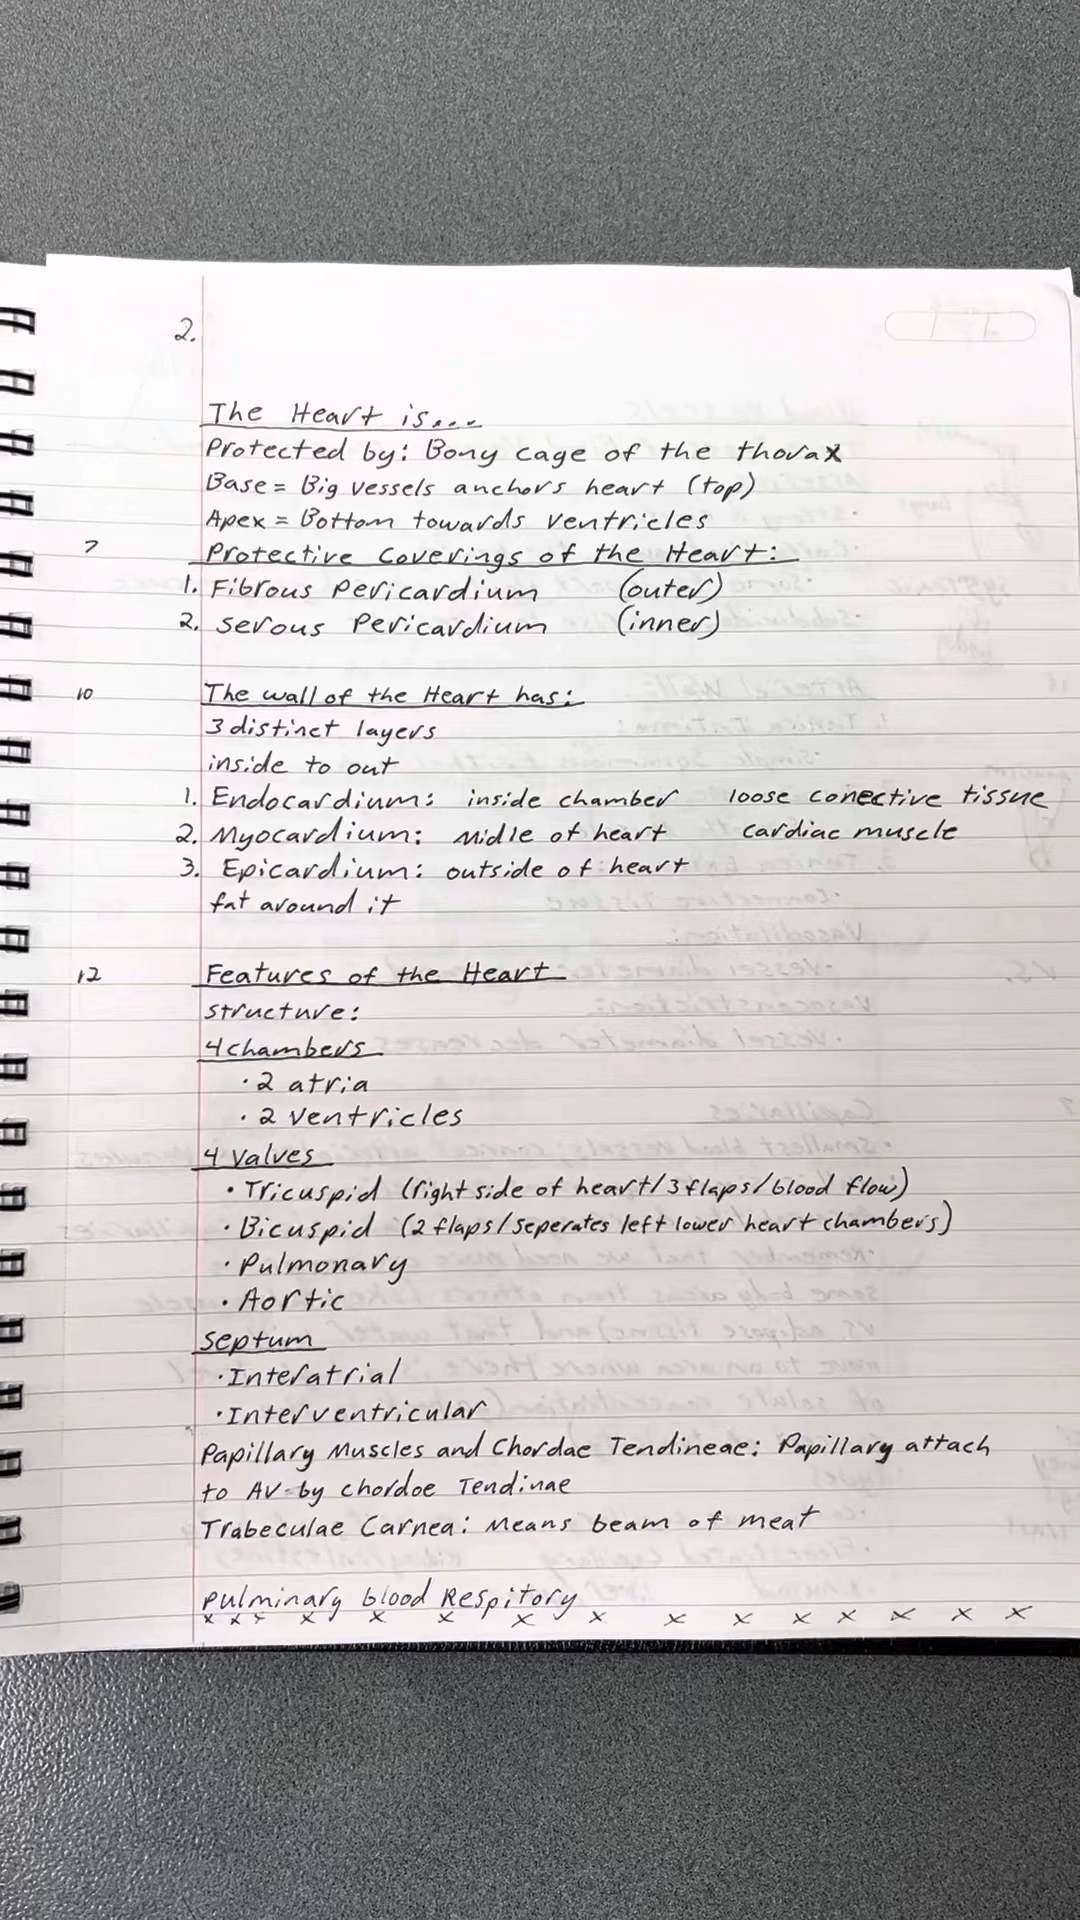 2.
The Heart is...
Protected by: Bony cage of the thorax
Base = Big vessels anchors heart (top)
Apex = Bottom towards ventricles
7 Protective Coverings of the Heart:
1. Fibrous Pericardium (outer)
2. serous Pericardium (inner)
10 The wall of the Heart has:
3 distinct layers
inside to out
1. Endocardium: inside chamber loose conective tissue
2. Myocardium: Midle of heart cardiac muscle
3. Epicardium: outside of heart
fat around it
12 Features of the Heart
structure:
4 chambers
· 2 atria
· 2 ventricles
4 valves
· Tricuspid (right side of heart/3 flaps/blood flow)
· Bicuspid (2 flaps/seperates left lower heart chambers)
· Pulmonary
· Aortic
Septum
· Interatrial
· Interventricular
Papillary Muscles and Chordae Tendineae: Papillary attach
to AV by chordoe Tendinae
Trabeculae Carnea: Means beam of meat
Pulminary blood Respitory
x x x x x x x x x x x x x x x